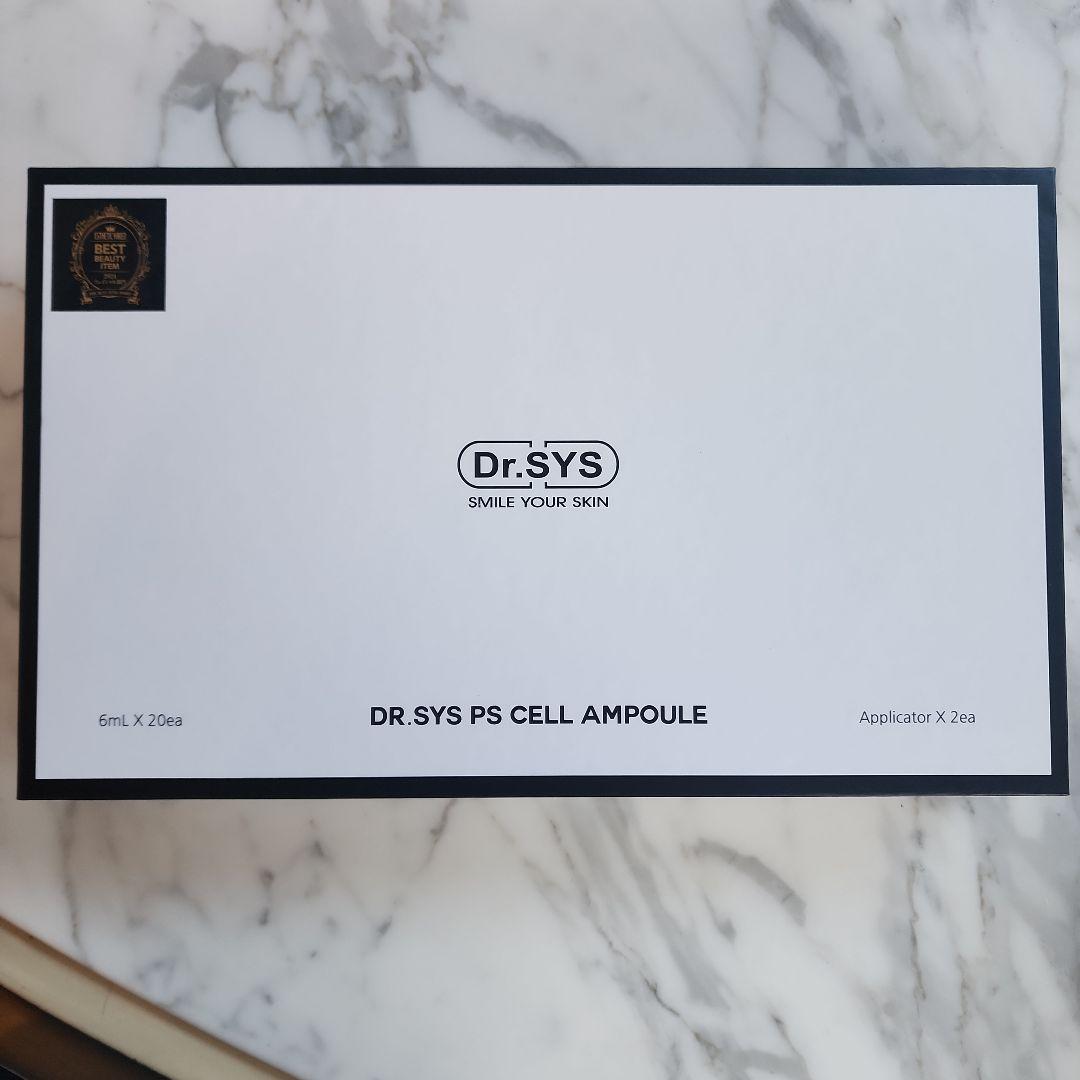 BEST
BEAUTY
ITEM
Dr.SYS
SMILE YOUR SKIN
6mL X 20ea
DR.SYS PS CELL AMPOULE
Applicator X 2ea